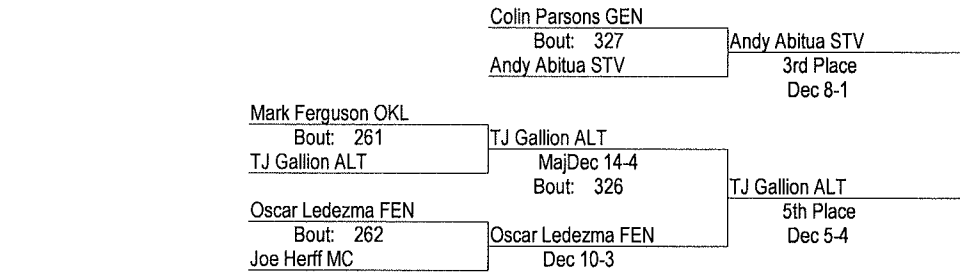 Colin Parsons GEN
Bout: 327
Andy Abitua STV
Andy Abitua STV
3rd Place
Dec 8-1
Mark Ferguson OKL
Bout: 261
TJ Gallion ALT
TJ Gallion ALT
MajDec 14-4
Bout: 326
TJ Gallion ALT
5th Place
Dec 5-4
Oscar Ledezma FEN
Bout: 262
Joe Herff MC
Oscar Ledezma FEN
Dec 10-3